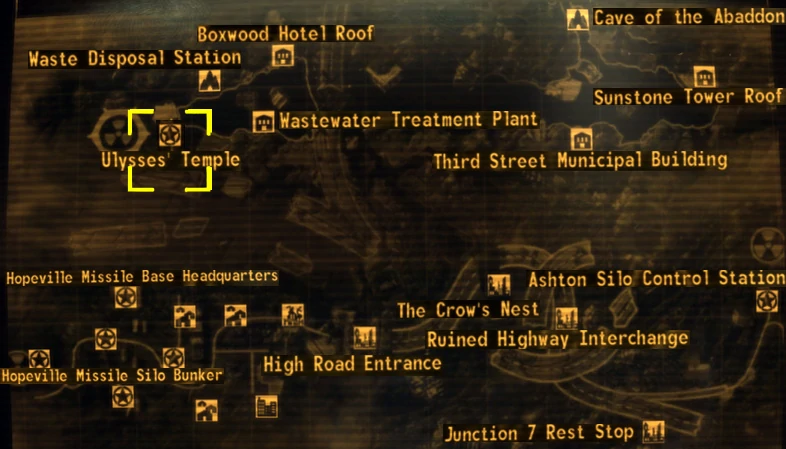 Cave of the Abaddon
Boxwood Hotel Roof
Waste Disposal Station
Sunstone Tower Roof
Wastewater Treatment Plant
Ulysses' Temple
Third Street Municipal Building
Hopeville Missile Base Headquarters
Ashton Silo Control Station
The Crow's Nest
Ruined Highway Interchange
High Road Entrance
Hopeville Missile Silo Bunker
Junction 7 Rest Stop